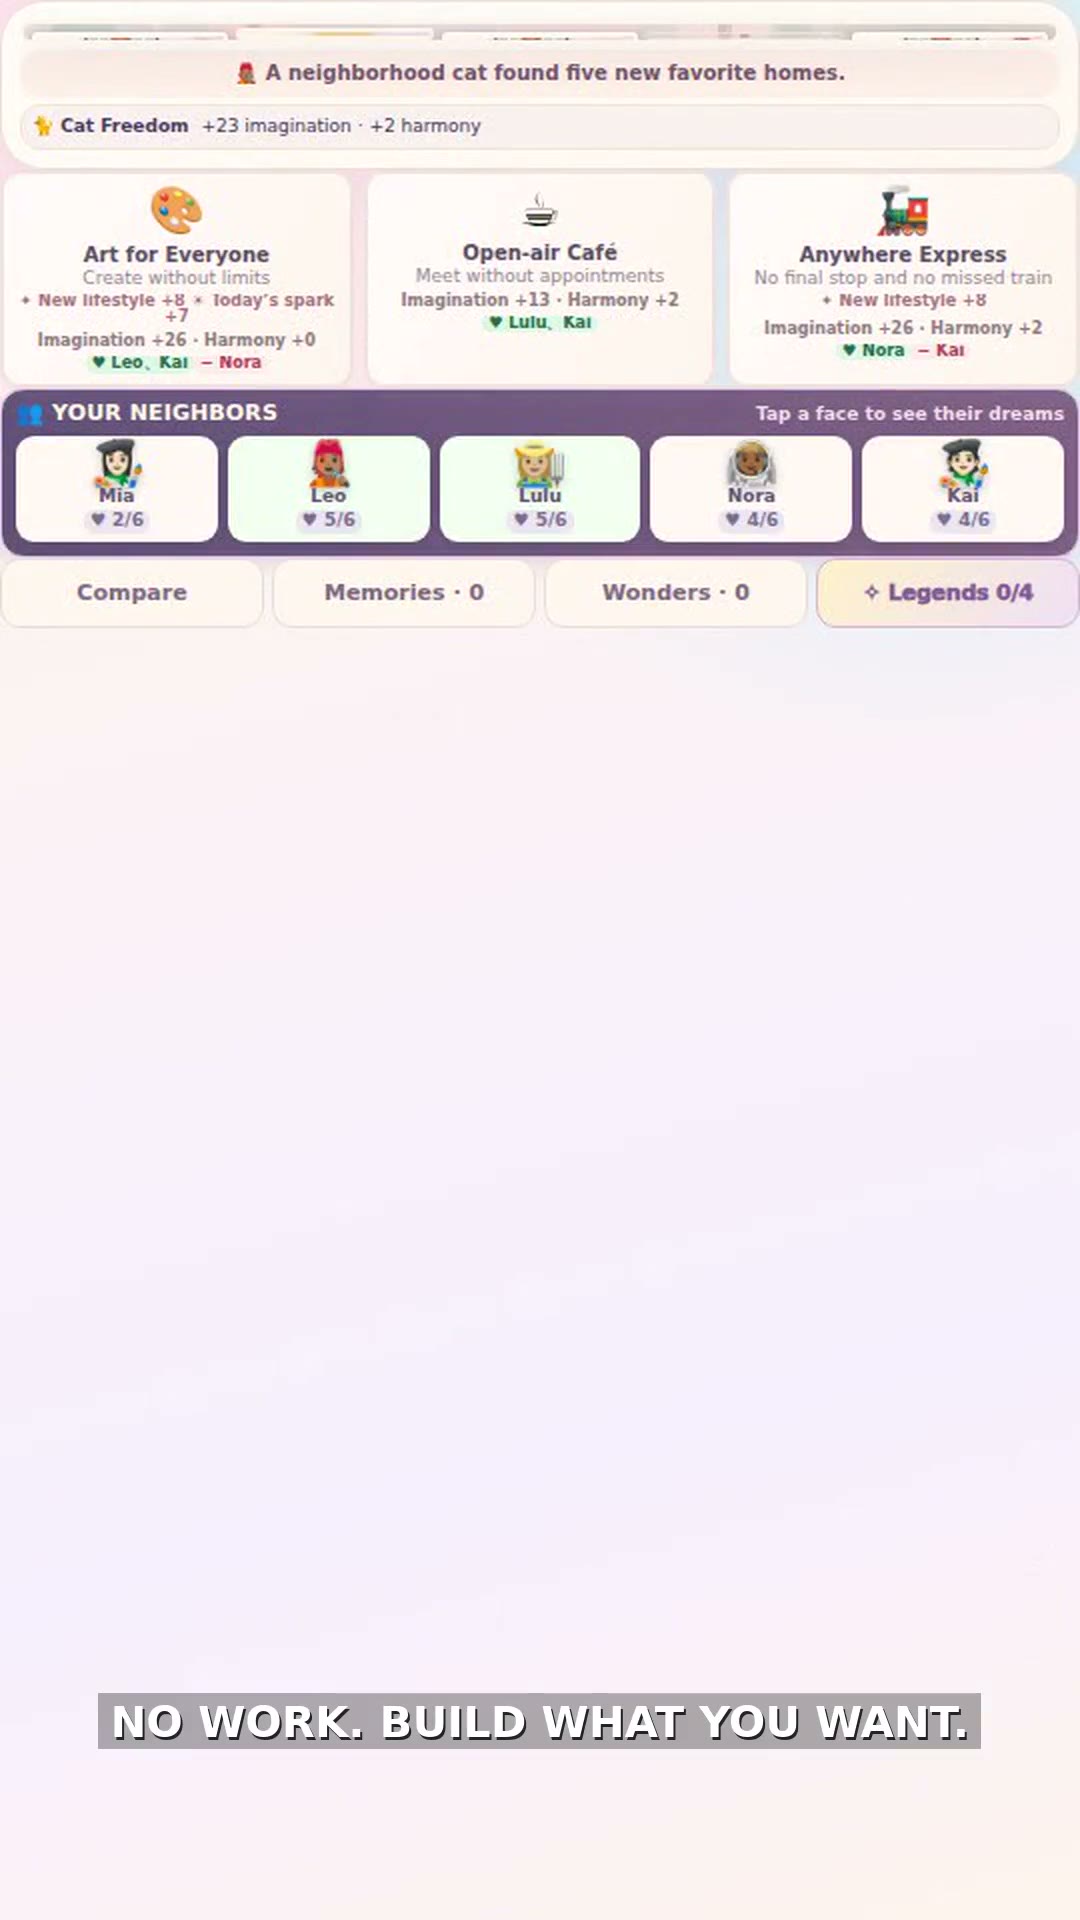 A neighborhood cat found five new favorite homes.
Cat Freedom +23 imagination · +2 harmony
Art for Everyone
Create without limits
✦ New lifestyle +8 ☀ Today's spark
+7
Imagination +26 · Harmony +0
♥ Leo、Kai − Nora
Open-air Café
Meet without appointments
Imagination +13 · Harmony +2
♥ Lulu、Kai
Anywhere Express
No final stop and no missed train
✦ New lifestyle +8
Imagination +26 · Harmony +2
♥ Nora − Kai
YOUR NEIGHBORS
Tap a face to see their dreams
Mia
♥ 2/6
Leo
♥ 5/6
Lulu
♥ 5/6
Nora
♥ 4/6
Kai
♥ 4/6
Compare
Memories · 0
Wonders · 0
✧ Legends 0/4
NO WORK. BUILD WHAT YOU WANT.